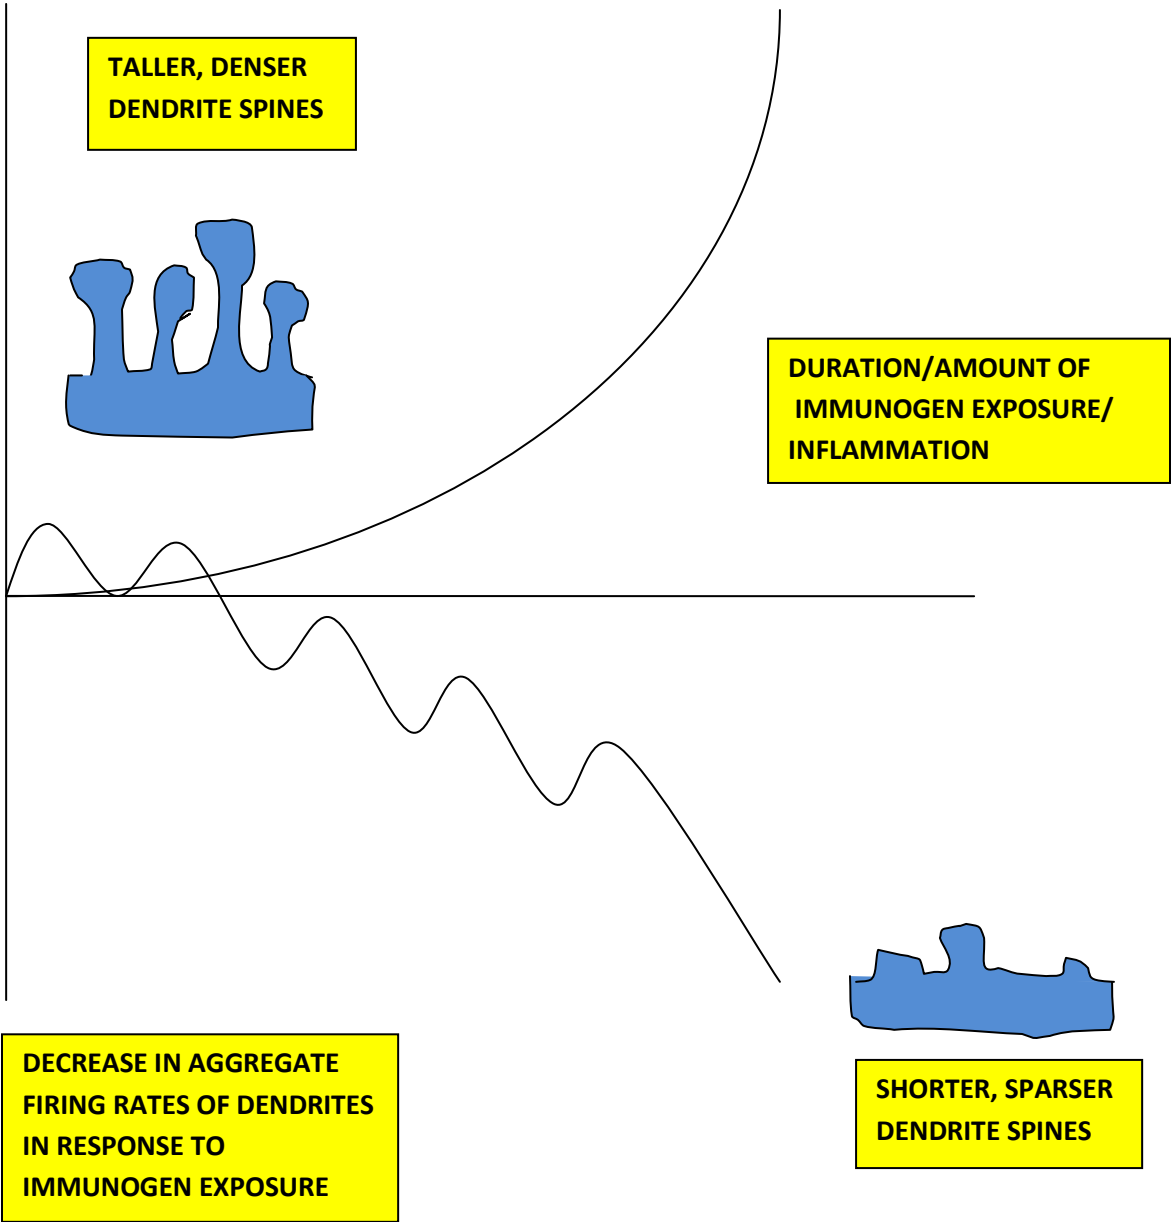 TALLER, DENSER
DENDRITE SPINES
DURATION/AMOUNT OF
IMMUNOGEN EXPOSURE/
INFLAMMATION
DECREASE IN AGGREGATE
FIRING RATES OF DENDRITES
IN RESPONSE TO
IMMUNOGEN EXPOSURE
SHORTER, SPARSER
DENDRITE SPINES